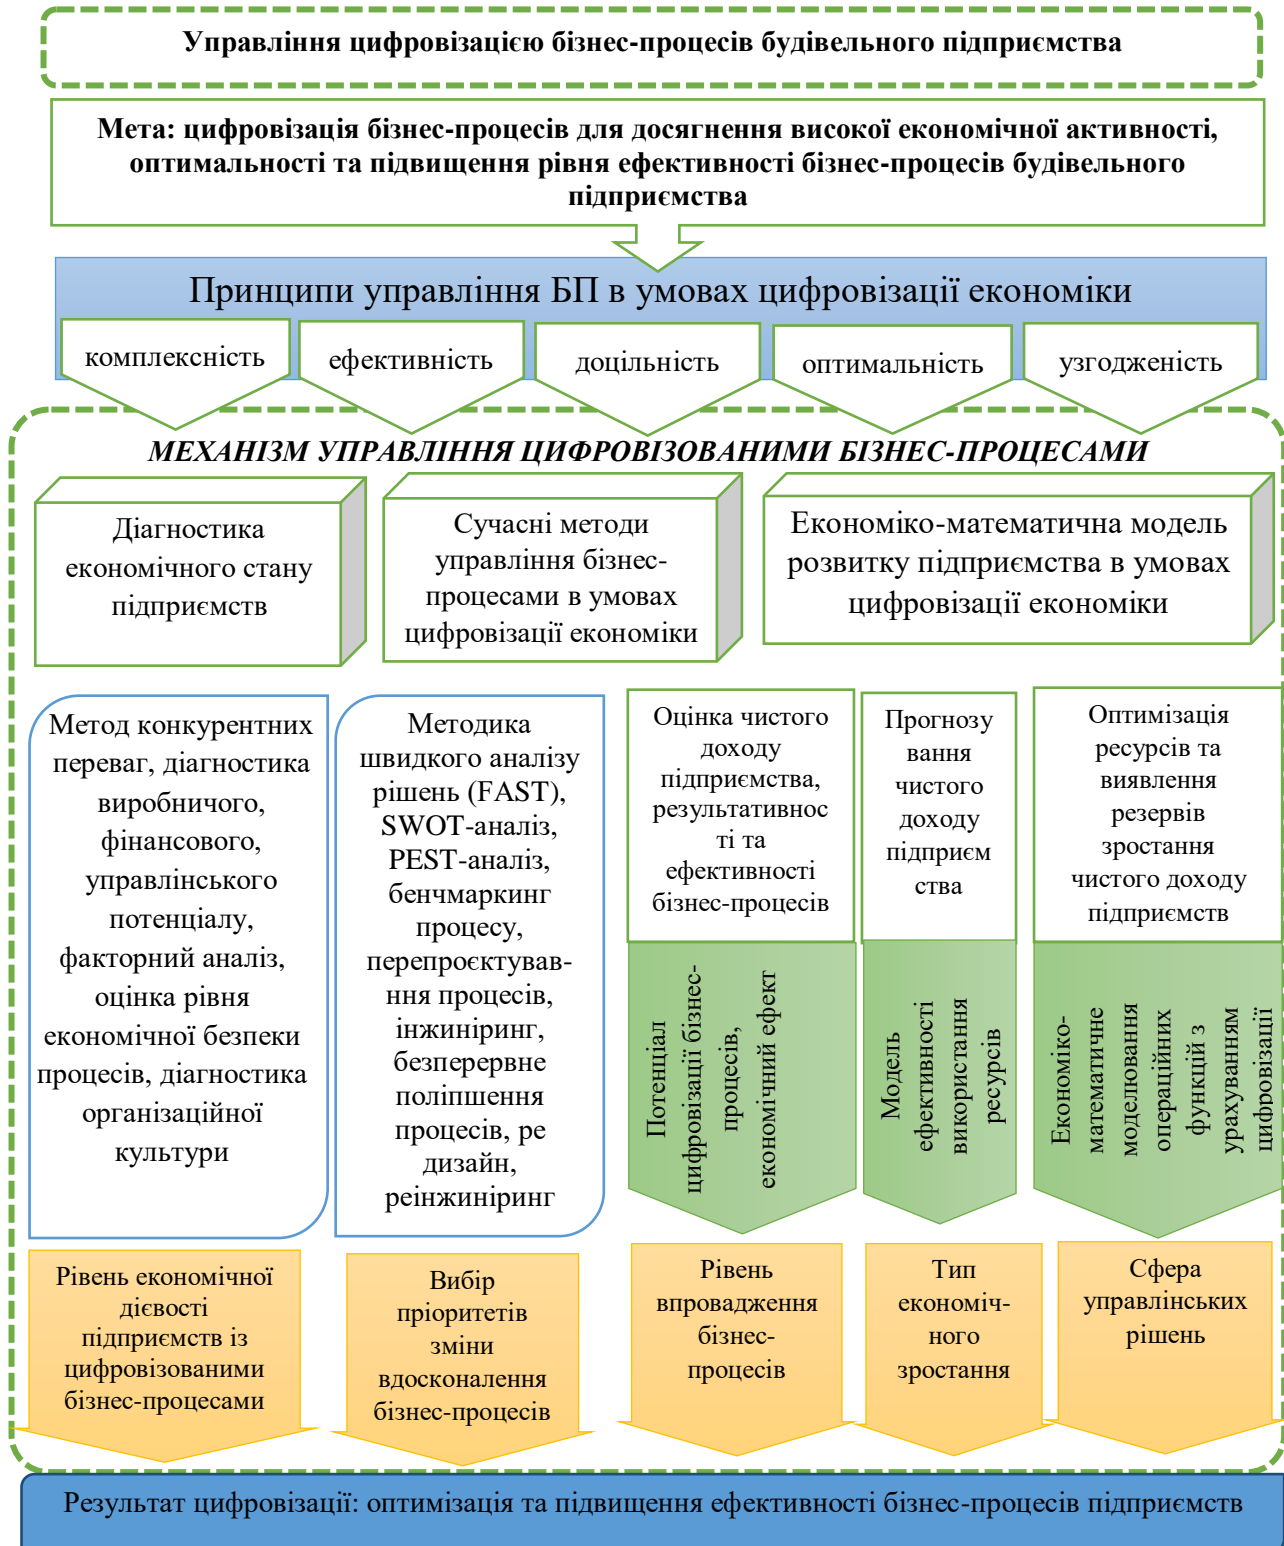 Управління цифровізацією бізнес-процесів будівельного підприємства
Мета: цифровізація бізнес-процесів для досягнення високої економічної активності,
оптимальності та підвищення рівня ефективності бізнес-процесів будівельного
підприємства
Принципи управління БП в умовах цифровізації економіки
комплексність
ефективність
доцільність
оптимальність
узгодженість
МЕХАНІЗМ УПРАВЛІННЯ ЦИФРОВІЗОВАНИМИ БІЗНЕС-ПРОЦЕСАМИ
Діагностика
економічного стану
підприємств
Сучасні методи
управління бізнес-
процесами в умовах
цифровізації економіки
Економіко-математична модель
розвитку підприємства в умовах
цифровізації економіки
Метод конкурентних
переваг, діагностика
виробничого,
фінансового,
управлінського
потенціалу,
факторний аналіз,
оцінка рівня
економічної безпеки
процесів, діагностика
організаційної
культури
Методика
швидкого аналізу
рішень (FAST),
SWOT-аналіз,
PEST-аналіз,
бенчмаркинг
процесу,
перепроєктував-
ння процесів,
інжиніринг,
безперервне
поліпшення
процесів, ре
дизайн,
реінжиніринг
Оцінка чистого
доходу
підприємства,
результативнос
ті та
ефективності
бізнес-процесів
Прогнозу
вання
чистого
доходу
підприєм
ства
Оптимізація
ресурсів та
виявлення
резервів
зростання
чистого доходу
підприємств
Потенціал
цифровізації бізнес-
процесів,
економічний ефект
Модель
ефективності
використання
ресурсів
Економіко-
математичне
моделювання
операційних
функцій з
урахуванням
цифровізації
Рівень економічної
дієвості
підприємств із
цифровізованими
бізнес-процесами
Вибір
пріоритетів
зміни
вдосконалення
бізнес-процесів
Рівень
впровадження
бізнес-
процесів
Тип
економіч-
ного
зростання
Сфера
управлінських
рішень
Результат цифровізації: оптимізація та підвищення ефективності бізнес-процесів підприємств